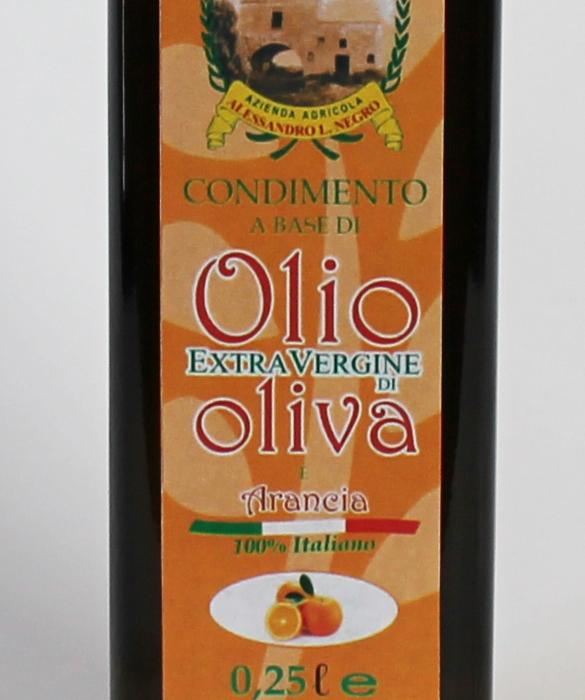 AZIENDA AGRICOLA
ALESSANDRO L. NEGRO
CONDIMENTO
A BASE DI
Olio
EXTRAVERGINE
DI
oliva
E
Arancia
100% Italiano
0,25 ℓ e